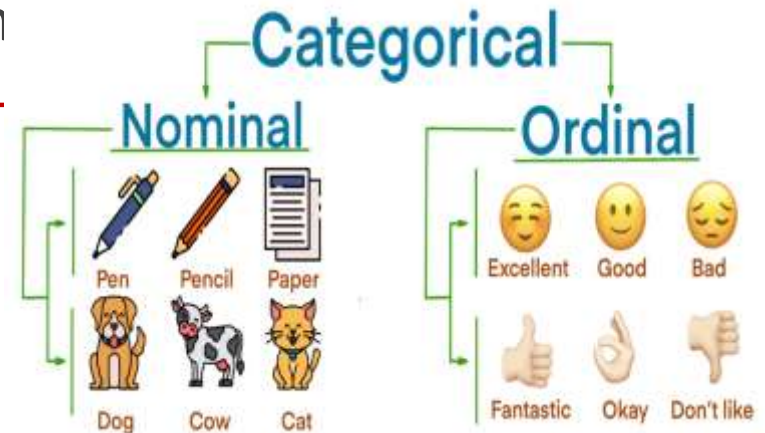 Categorical
Nominal
Ordinal
Pen Pencil Paper
Dog Cow Cat
Excellent Good Bad
Fantastic Okay Don't like